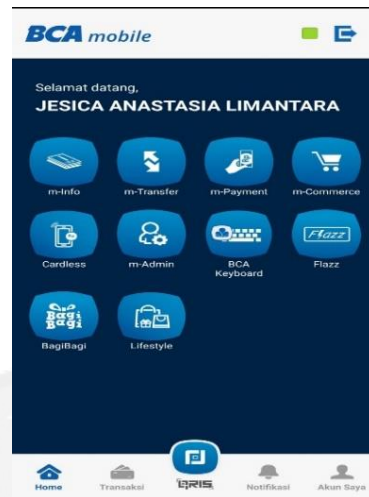 BCA mobile
Selamat datang,
JESICA ANASTASIA LIMANTARA
m-Info m-Transfer m-Payment m-Commerce
Cardless m-Admin BCA Keyboard Flazz
Flazz
BagiBagi Lifestyle
Bagi Bagi
Home Transaksi QRIS Notifikasi Akun Saya